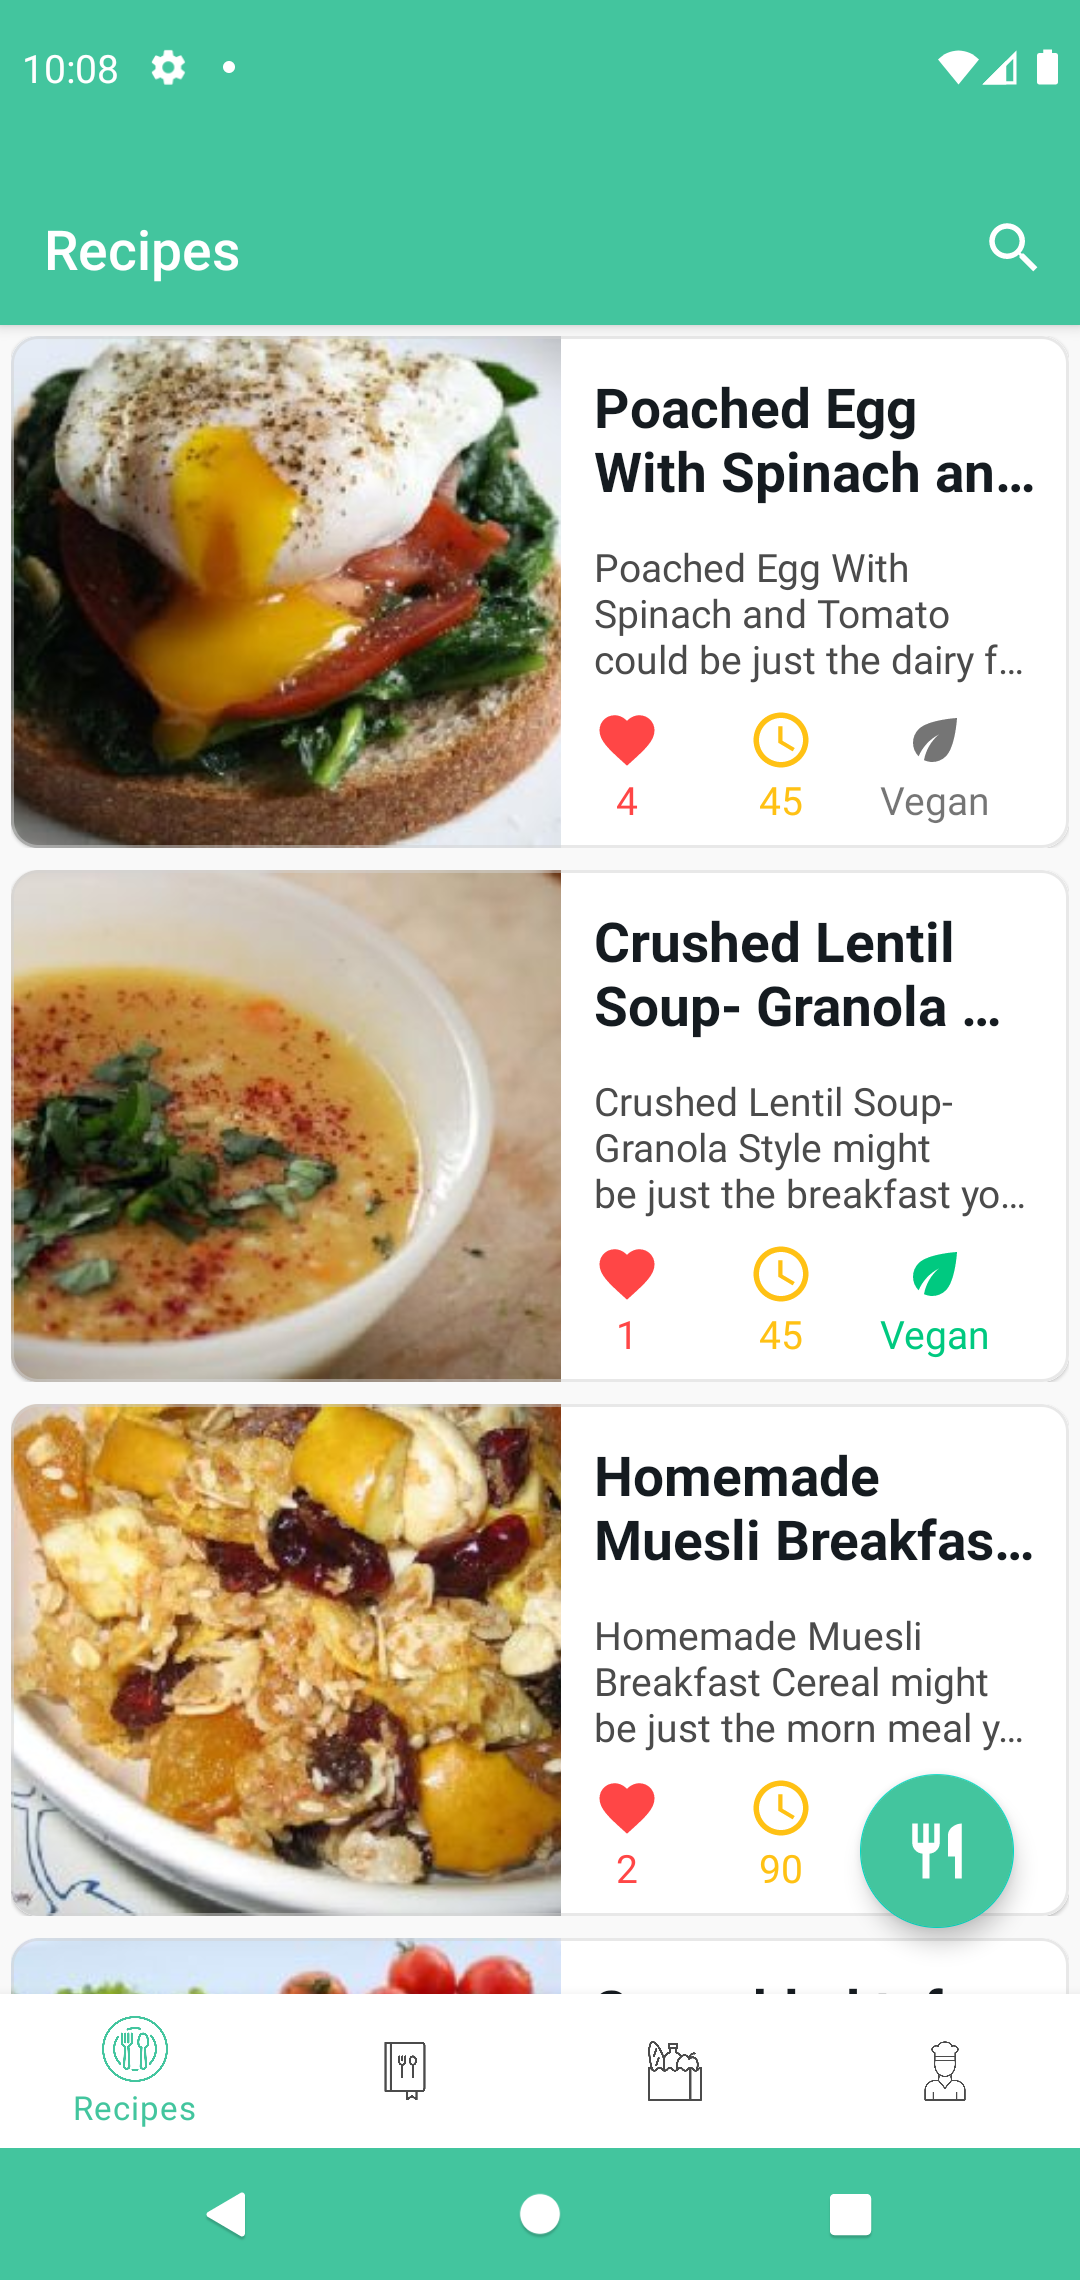 10:08
Recipes
Poached Egg
With Spinach an...
Poached Egg With
Spinach and Tomato
could be just the dairy f...
4
45
Vegan
Crushed Lentil
Soup- Granola ...
Crushed Lentil Soup-
Granola Style might
be just the breakfast yo...
1
45
Vegan
Homemade
Muesli Breakfas...
Homemade Muesli
Breakfast Cereal might
be just the morn meal y...
2
90
Recipes